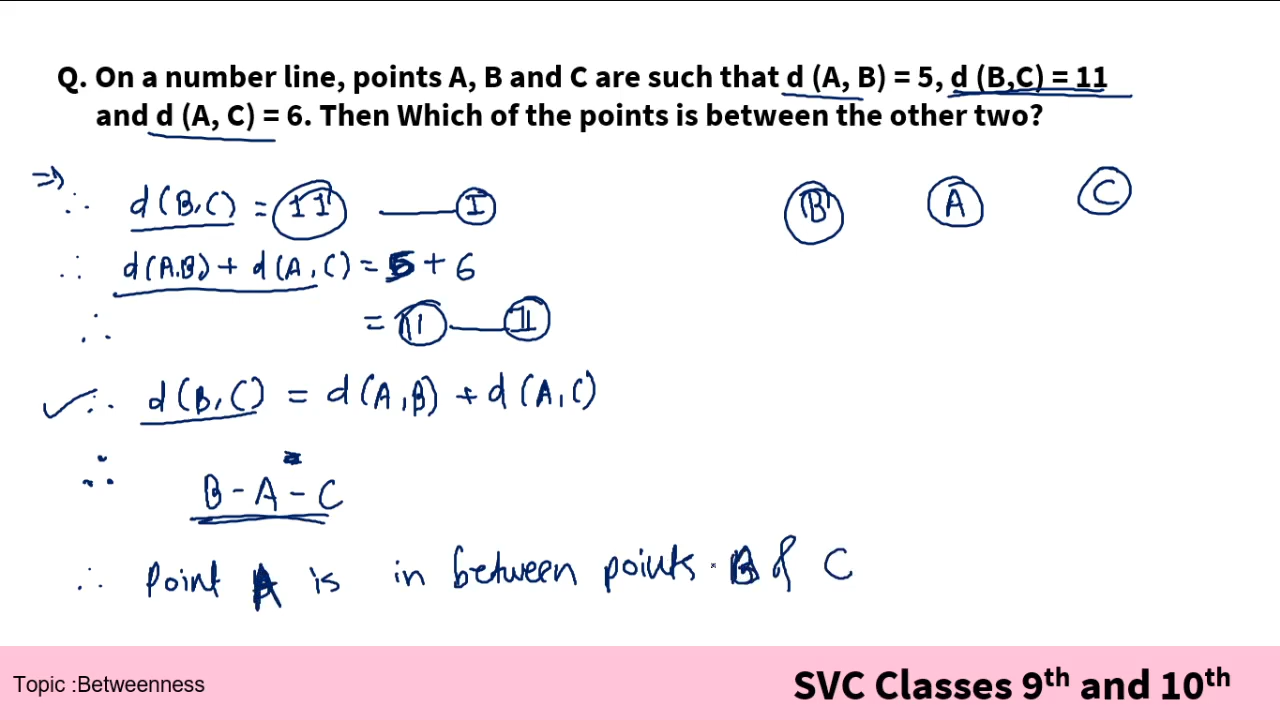 Q. On a number line, points A, B and C are such that d (A, B) = 5, d (B,C) = 11
and d (A, C) = 6. Then Which of the points is between the other two?
⇒
∴ d(B,C) = 11 — I
B A C
∴ d(A.B) + d(A,C) = 5 + 6
∴ = 11 — II
∴ d(B,C) = d(A,B) + d(A,C)
∴
B - A - C
∴ Point A is in between points B & C
Topic :Betweenness
SVC Classes 9th and 10th